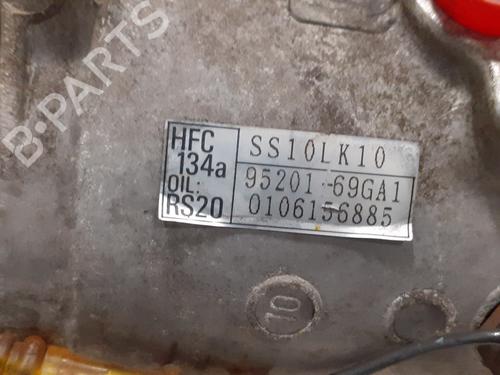 B-PARTS
HFC
134a
OIL:
RS20
SS10LK10
95201-69GA1
0106156885
10